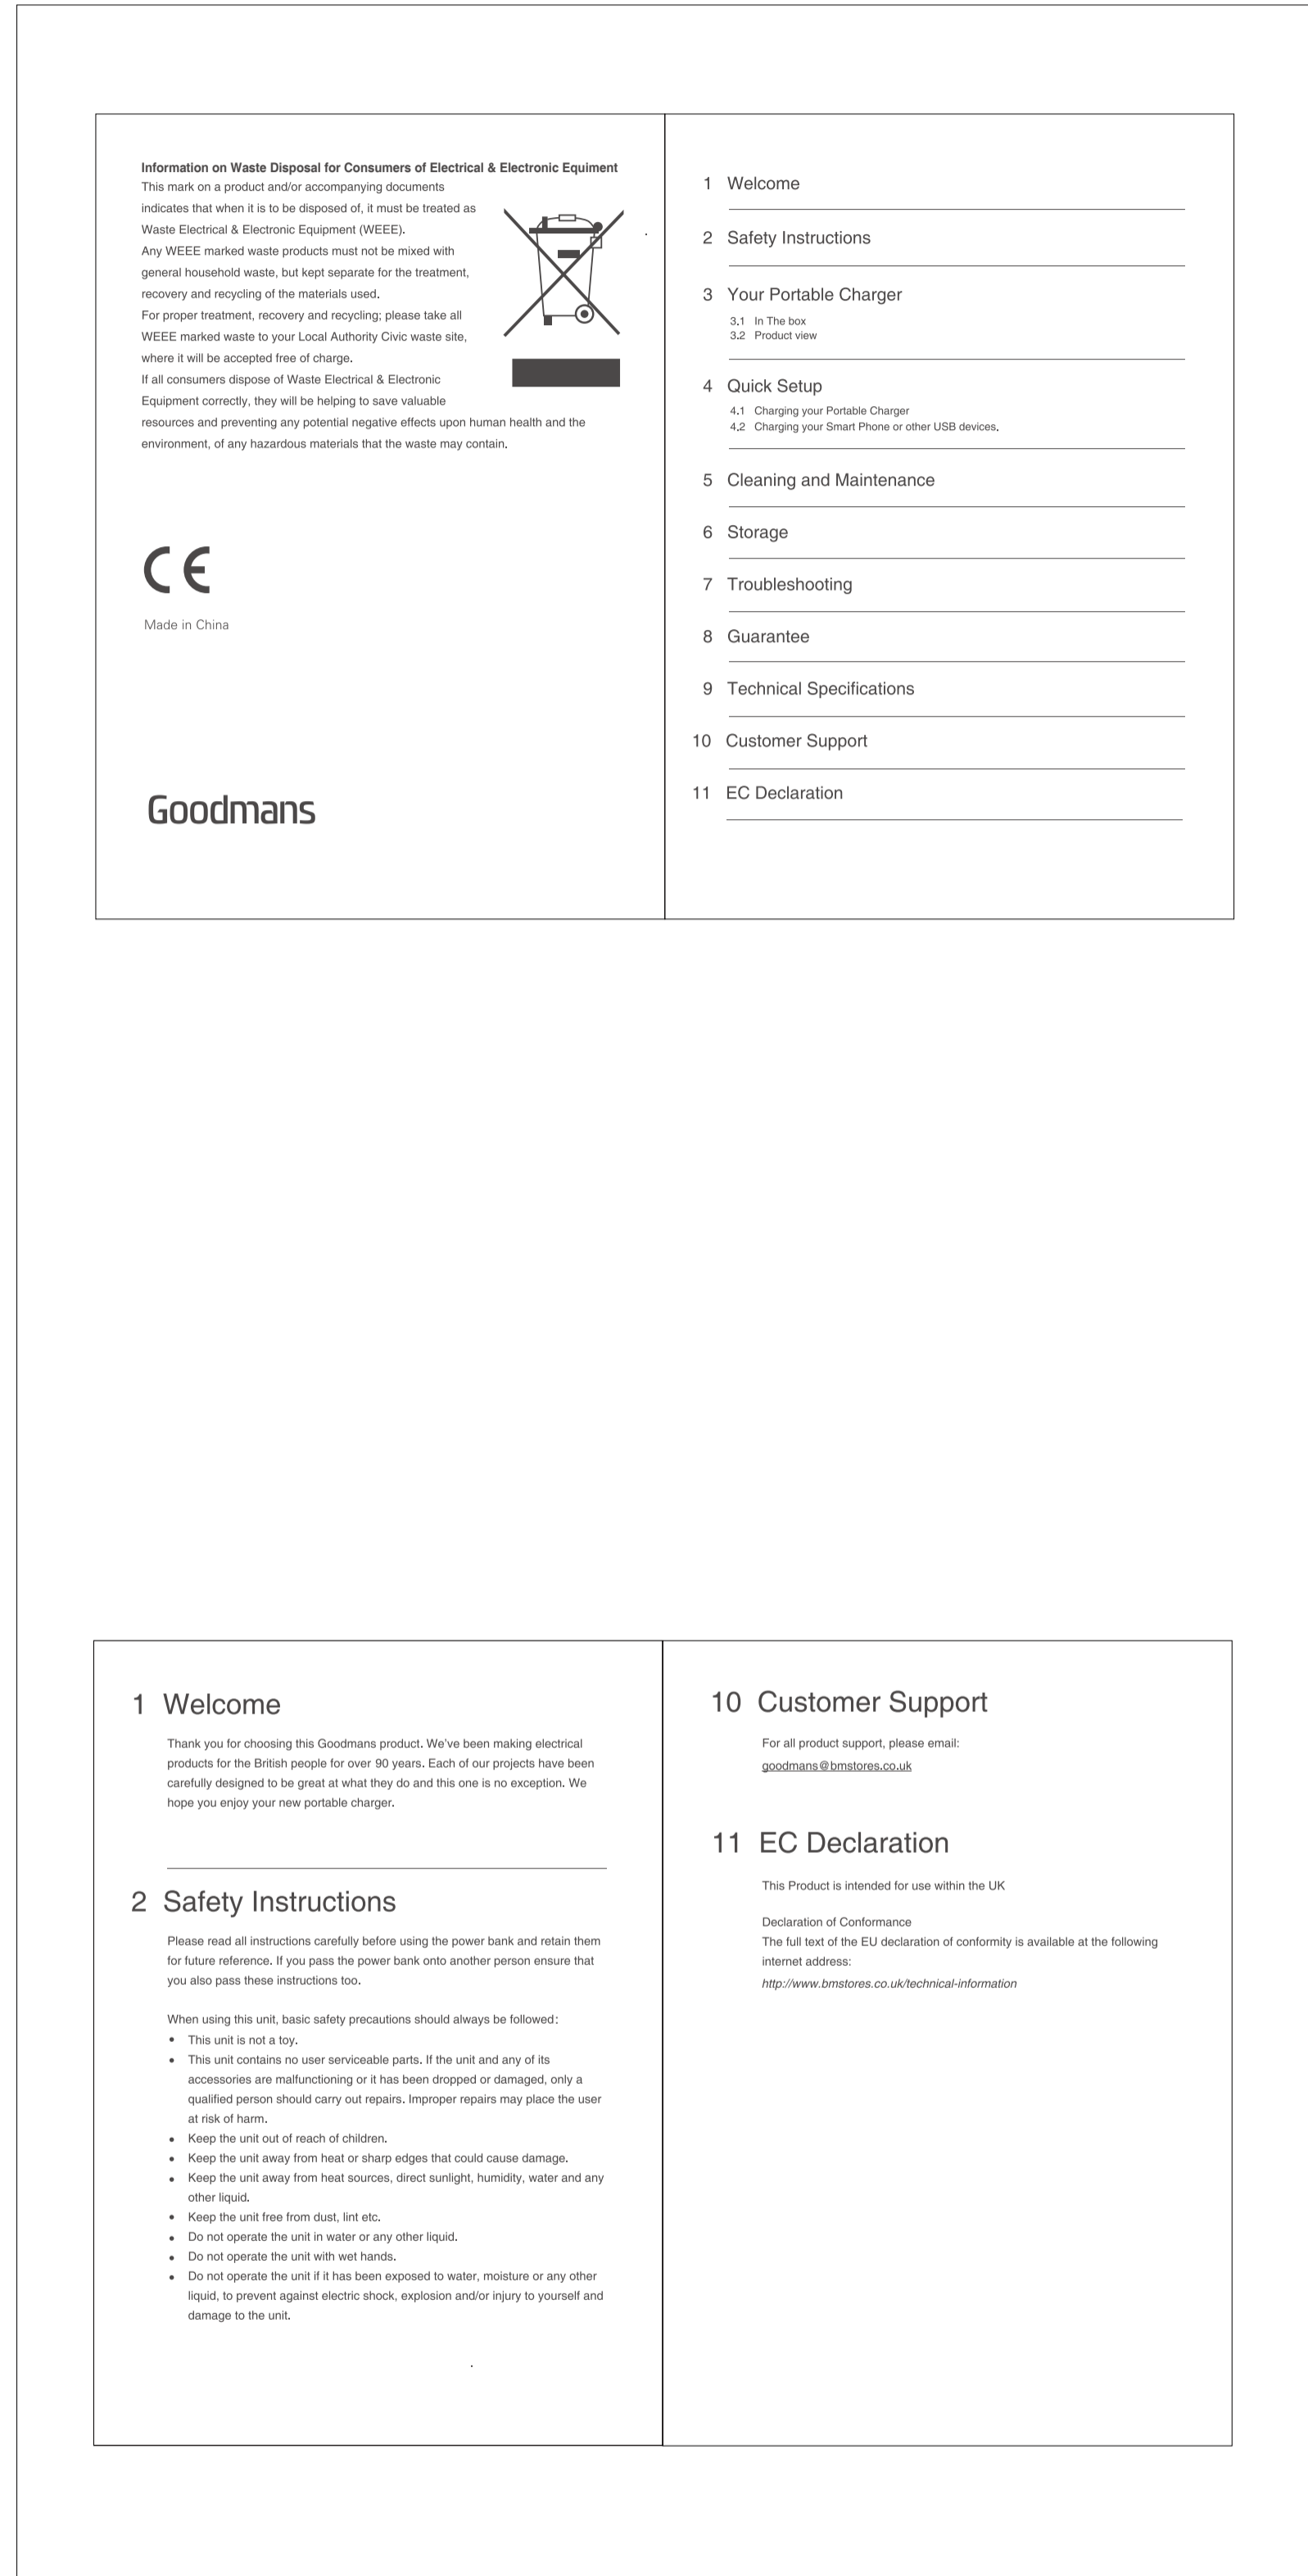 Information on Waste Disposal for Consumers of Electrical & Electronic Equiment
This mark on a product and/or accompanying documents
indicates that when it is to be disposed of, it must be treated as
Waste Electrical & Electronic Equipment (WEEE).
Any WEEE marked waste products must not be mixed with
general household waste, but kept separate for the treatment,
recovery and recycling of the materials used.
For proper treatment, recovery and recycling; please take all
WEEE marked waste to your Local Authority Civic waste site,
where it will be accepted free of charge.
If all consumers dispose of Waste Electrical & Electronic
Equipment correctly, they will be helping to save valuable
resources and preventing any potential negative effects upon human health and the
environment, of any hazardous materials that the waste may contain.
CE
Made in China
Goodmans
1 Welcome
2 Safety Instructions
3 Your Portable Charger
3.1 In The box
3.2 Product view
4 Quick Setup
4.1 Charging your Portable Charger
4.2 Charging your Smart Phone or other USB devices.
5 Cleaning and Maintenance
6 Storage
7 Troubleshooting
8 Guarantee
9 Technical Specifications
10 Customer Support
11 EC Declaration
1 Welcome
Thank you for choosing this Goodmans product. We've been making electrical
products for the British people for over 90 years. Each of our projects have been
carefully designed to be great at what they do and this one is no exception. We
hope you enjoy your new portable charger.
2 Safety Instructions
Please read all instructions carefully before using the power bank and retain them
for future reference. If you pass the power bank onto another person ensure that
you also pass these instructions too.
When using this unit, basic safety precautions should always be followed:
• This unit is not a toy.
• This unit contains no user serviceable parts. If the unit and any of its
accessories are malfunctioning or it has been dropped or damaged, only a
qualified person should carry out repairs. Improper repairs may place the user
at risk of harm.
• Keep the unit out of reach of children.
• Keep the unit away from heat or sharp edges that could cause damage.
• Keep the unit away from heat sources, direct sunlight, humidity, water and any
other liquid.
• Keep the unit free from dust, lint etc.
• Do not operate the unit in water or any other liquid.
• Do not operate the unit with wet hands.
• Do not operate the unit if it has been exposed to water, moisture or any other
liquid, to prevent against electric shock, explosion and/or injury to yourself and
damage to the unit.
10 Customer Support
For all product support, please email:
goodmans@bmstores.co.uk
11 EC Declaration
This Product is intended for use within the UK
Declaration of Conformance
The full text of the EU declaration of conformity is available at the following
internet address:
http://www.bmstores.co.uk/technical-information